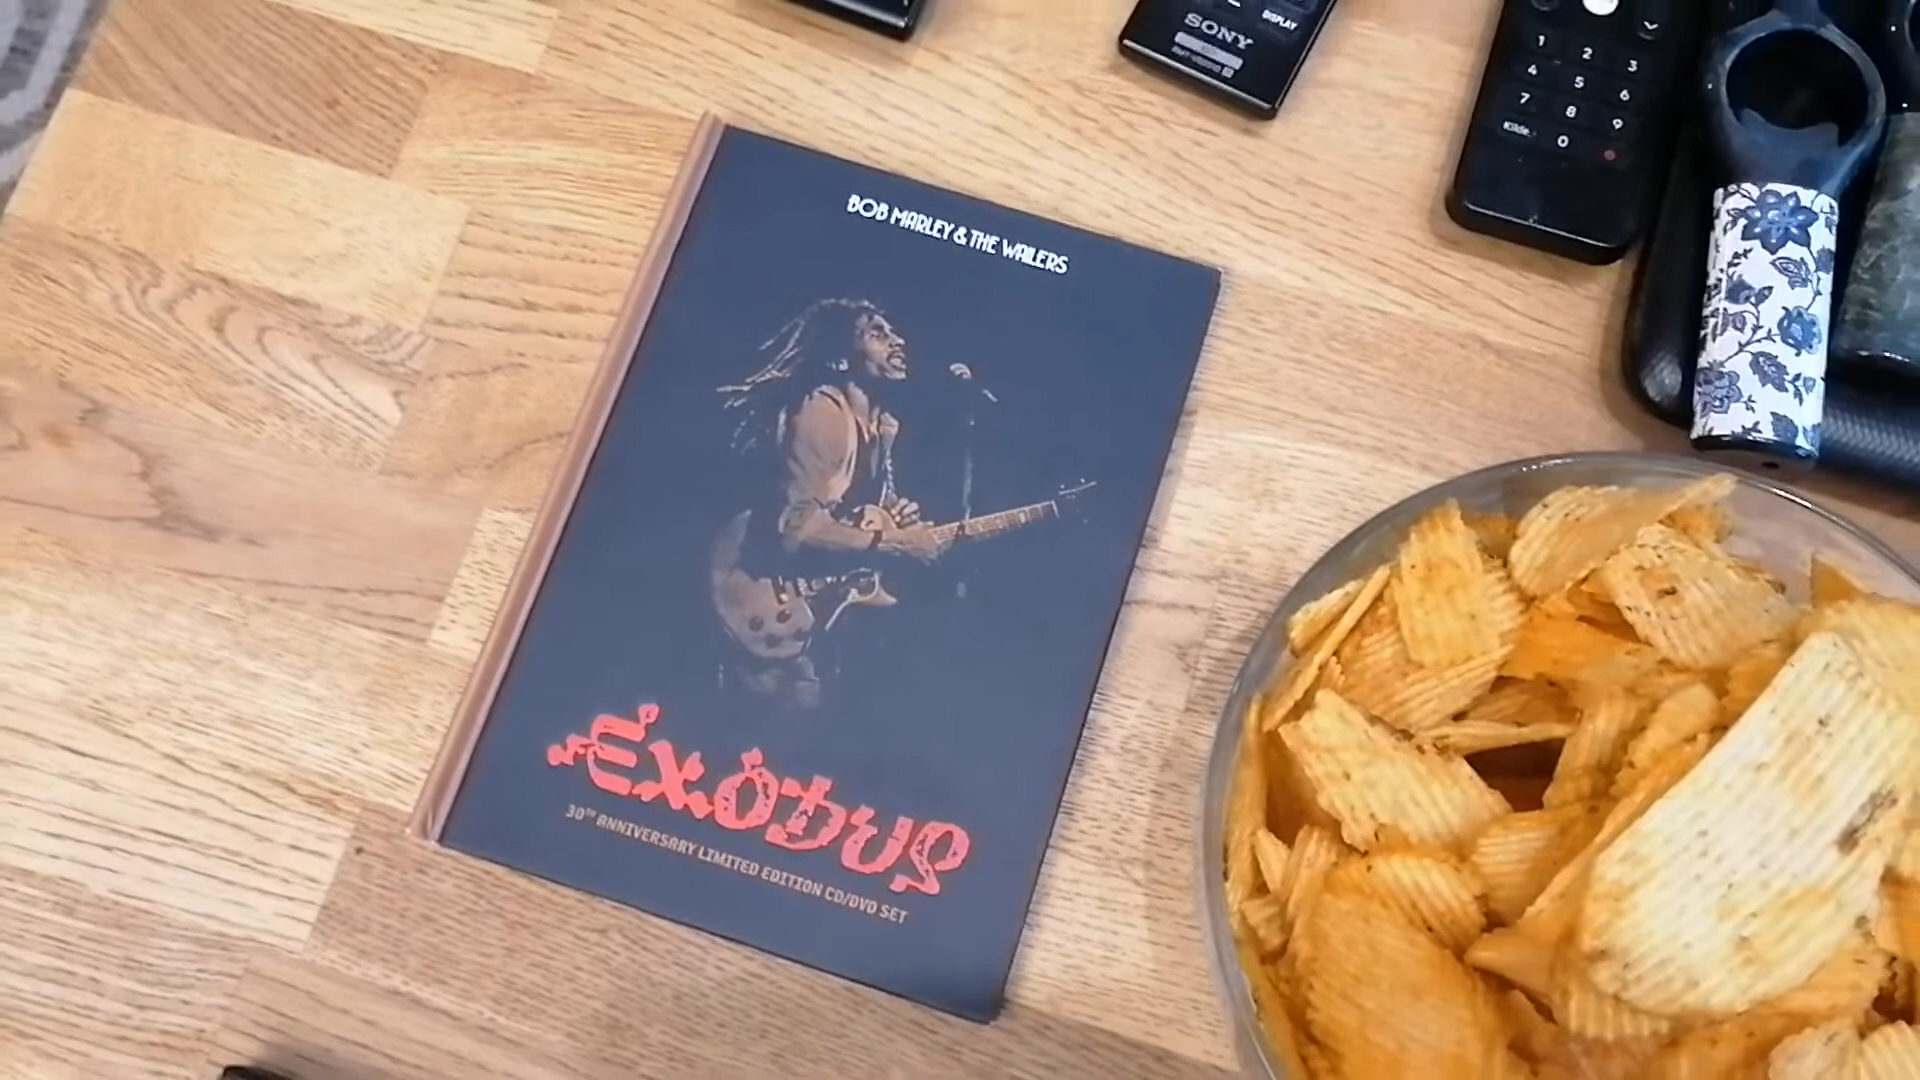 DISPLAY
SONY
1 2 3
4 5 6
7 8 9
Kilde 0
BOB MARLEY & THE WAILERS
EXODUS
30TH ANNIVERSARY LIMITED EDITION CD/DVD SET